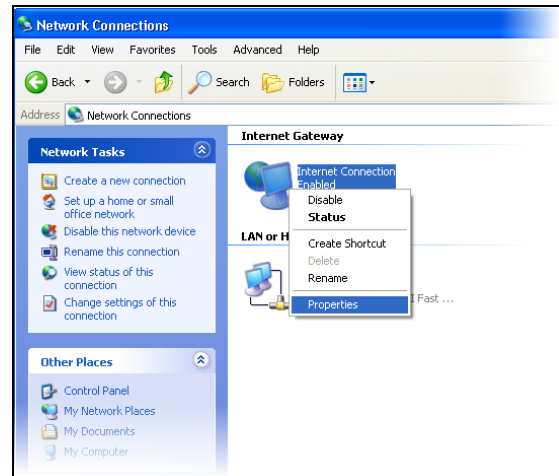 Network Connections
File Edit View Favorites Tools Advanced Help
Back Search Folders
Address Network Connections
Network Tasks
Create a new connection
Set up a home or small
office network
Disable this network device
Rename this connection
View status of this
connection
Change settings of this
connection
Other Places
Control Panel
My Network Places
My Documents
My Computer
Internet Gateway
Internet Connection
Enabled
Disable
Status
Create Shortcut
Delete
Rename
Properties
LAN or H
I Fast ...